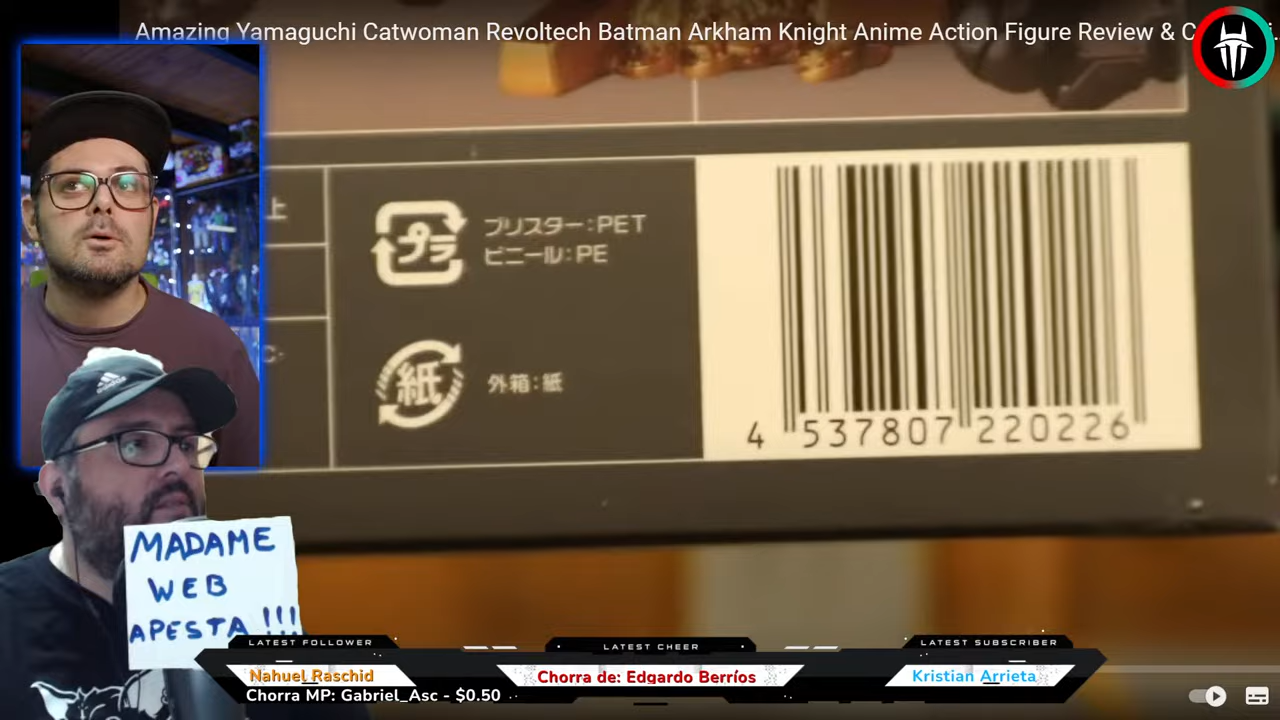 Amazing Yamaguchi Catwoman Revoltech Batman Arkham Knight Anime Action Figure Review & C
上
プラ
ブリスター：PET
ビニール：PE
C-
紙
外箱：紙
4 537807 220226
MADAME
WEB
APESTA !!!
LATEST FOLLOWER
Nahuel Raschid
LATEST CHEER
Chorra de: Edgardo Berríos
LATEST SUBSCRIBER
Kristian Arrieta
Chorra MP: Gabriel_Asc - $0.50